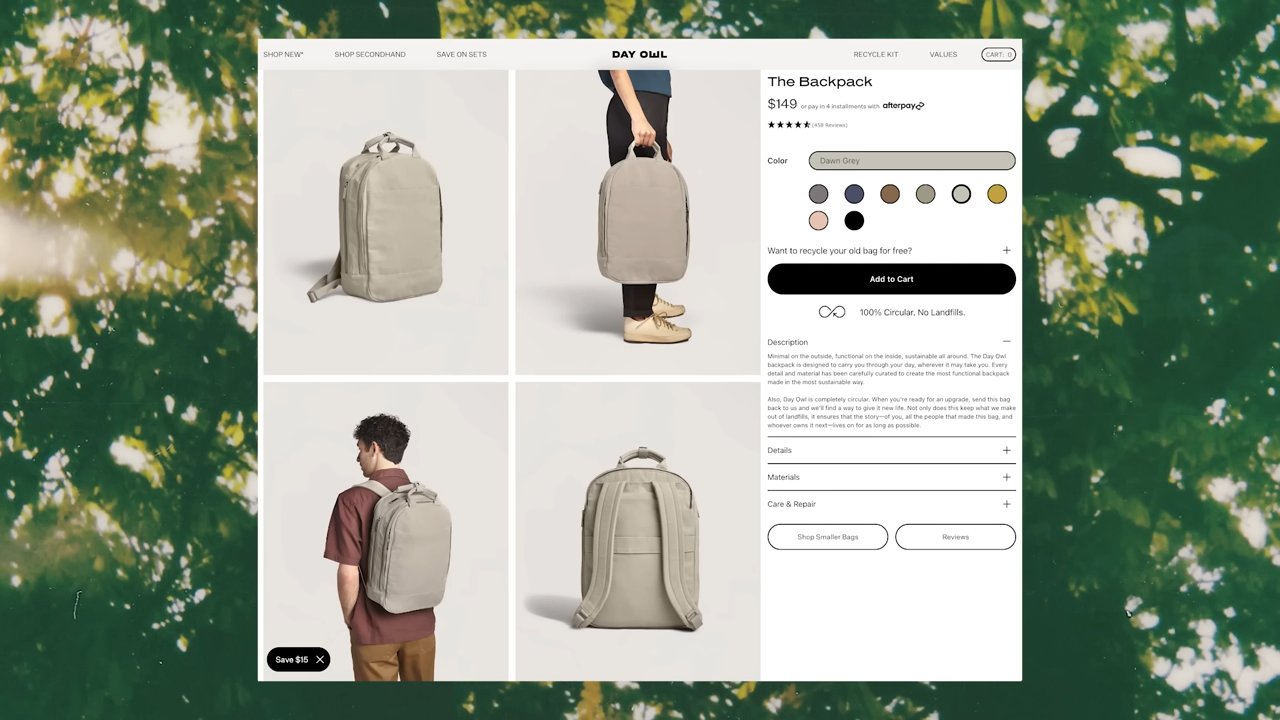 SHOP NEW*
SHOP SECONDHAND
SAVE ON SETS
DAY OWL
RECYCLE KIT
VALUES
CART: 0
The Backpack
$149 or pay in 4 installments with afterpay
(458 Reviews)
Color
Dawn Grey
Want to recycle your old bag for free?
Add to Cart
100% Circular. No Landfills.
Description
Minimal on the outside, functional on the inside, sustainable all around. The Day Owl
backpack is designed to carry you through your day, wherever it may take you. Every
detail and material has been carefully curated to create the most functional backpack
made in the most sustainable way.
Also, Day Owl is completely circular. When you're ready for an upgrade, send this bag
back to us and we'll find a way to give it new life. Not only does this keep what we make
out of landfills, it ensures that the story—of you, all the people that made this bag, and
whoever owns it next—lives on for as long as possible.
Details
Materials
Care & Repair
Shop Smaller Bags
Reviews
Save $15